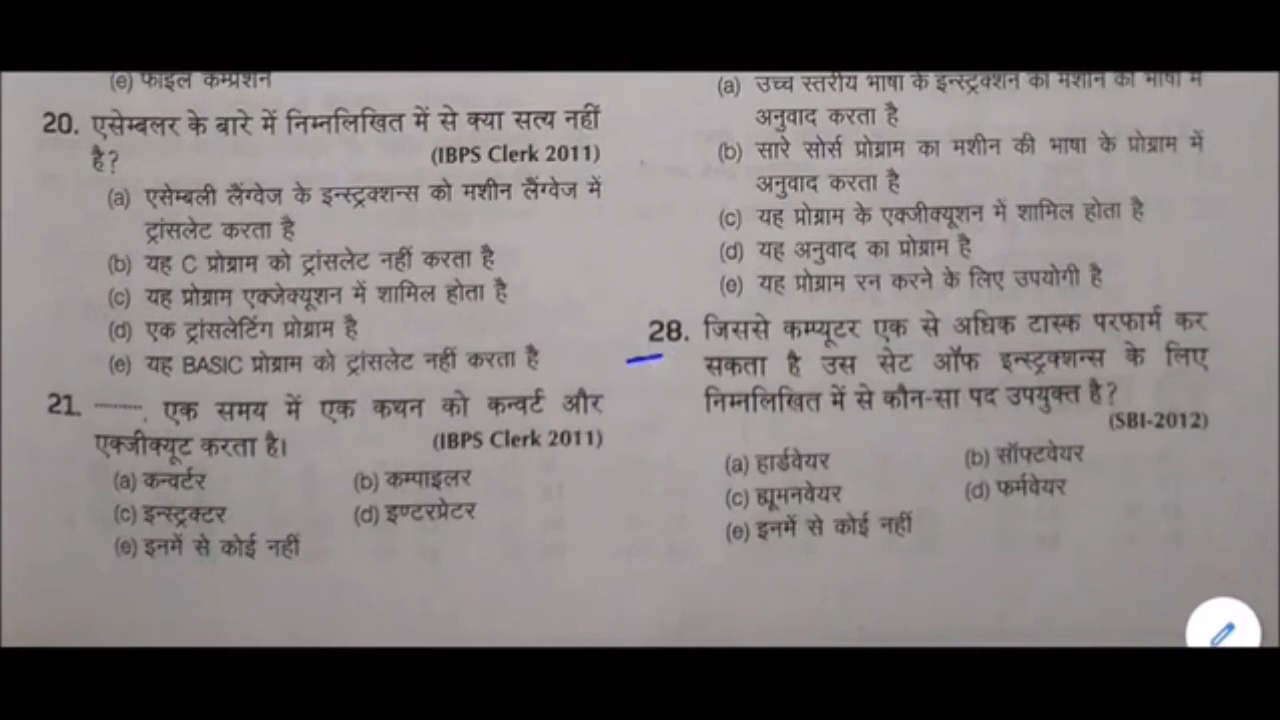 (e) फाइल कम्प्रेशन
20. एसेम्बलर के बारे में निम्नलिखित में से क्या सत्य नहीं
है? (IBPS Clerk 2011)
(a) एसेम्बली लैंग्वेज के इन्स्ट्रक्शन्स को मशीन लैंग्वेज में
ट्रांसलेट करता है
(b) यह C प्रोग्राम को ट्रांसलेट नहीं करता है
(c) यह प्रोग्राम एक्जेक्यूशन में शामिल होता है
(d) एक ट्रांसलेटिंग प्रोग्राम है
(e) यह BASIC प्रोग्राम को ट्रांसलेट नहीं करता है
21. ........, एक समय में एक कथन को कन्वर्ट और
एक्जीक्यूट करता है। (IBPS Clerk 2011)
(a) कन्वर्टर (b) कम्पाइलर
(c) इन्स्ट्रक्टर (d) इण्टरप्रेटर
(e) इनमें से कोई नहीं
(a) उच्च स्तरीय भाषा के इन्स्ट्रक्शन को मशीन की भाषा में
अनुवाद करता है
(b) सारे सोर्स प्रोग्राम का मशीन की भाषा के प्रोग्राम में
अनुवाद करता है
(c) यह प्रोग्राम के एक्जीक्यूशन में शामिल होता है
(d) यह अनुवाद का प्रोग्राम है
(e) यह प्रोग्राम रन करने के लिए उपयोगी है
28. जिससे कम्प्यूटर एक से अधिक टास्क परफार्म कर
सकता है उस सेट ऑफ इन्स्ट्रक्शन्स के लिए
निम्नलिखित में से कौन-सा पद उपयुक्त है?
(SBI-2012)
(a) हार्डवेयर (b) सॉफ्टवेयर
(c) ह्यूमनवेयर (d) फर्मवेयर
(e) इनमें से कोई नहीं